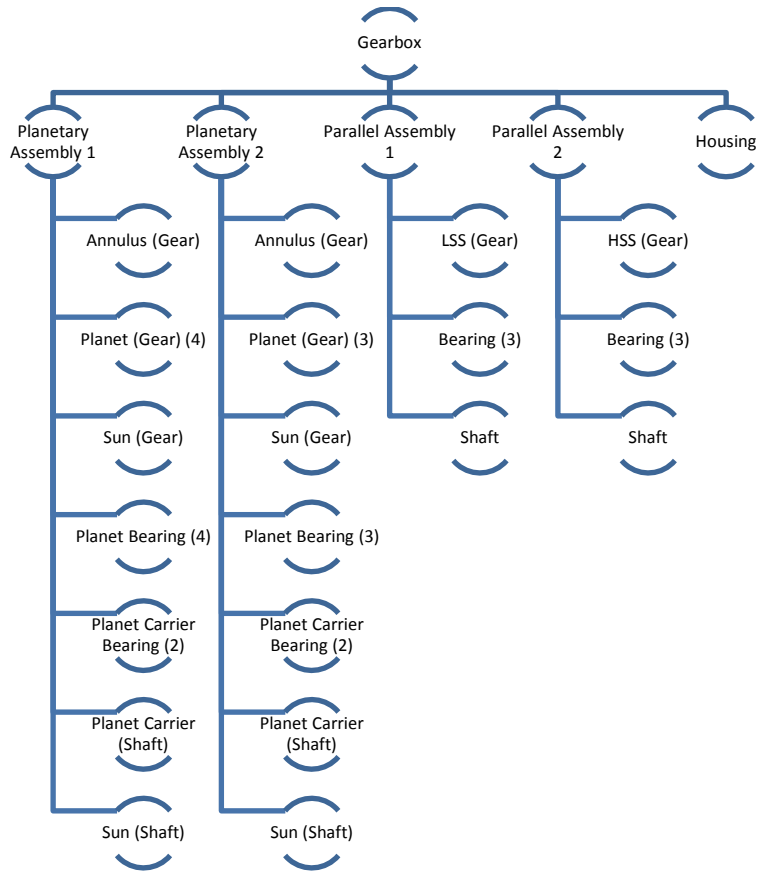 Gearbox
Planetary
Assembly 1
Planetary
Assembly 2
Parallel Assembly
1
Parallel Assembly
2
Housing
Annulus (Gear)
Planet (Gear) (4)
Sun (Gear)
Planet Bearing (4)
Planet Carrier
Bearing (2)
Planet Carrier
(Shaft)
Sun (Shaft)
Annulus (Gear)
Planet (Gear) (3)
Sun (Gear)
Planet Bearing (3)
Planet Carrier
Bearing (2)
Planet Carrier
(Shaft)
Sun (Shaft)
LSS (Gear)
Bearing (3)
Shaft
HSS (Gear)
Bearing (3)
Shaft